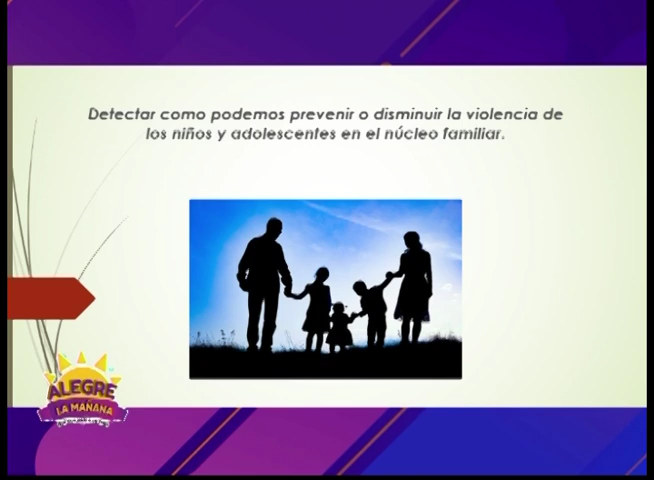 Detectar como podemos prevenir o disminuir la violencia de
los niños y adolescentes en el núcleo familiar.
ALEGRE
LA MAÑANA